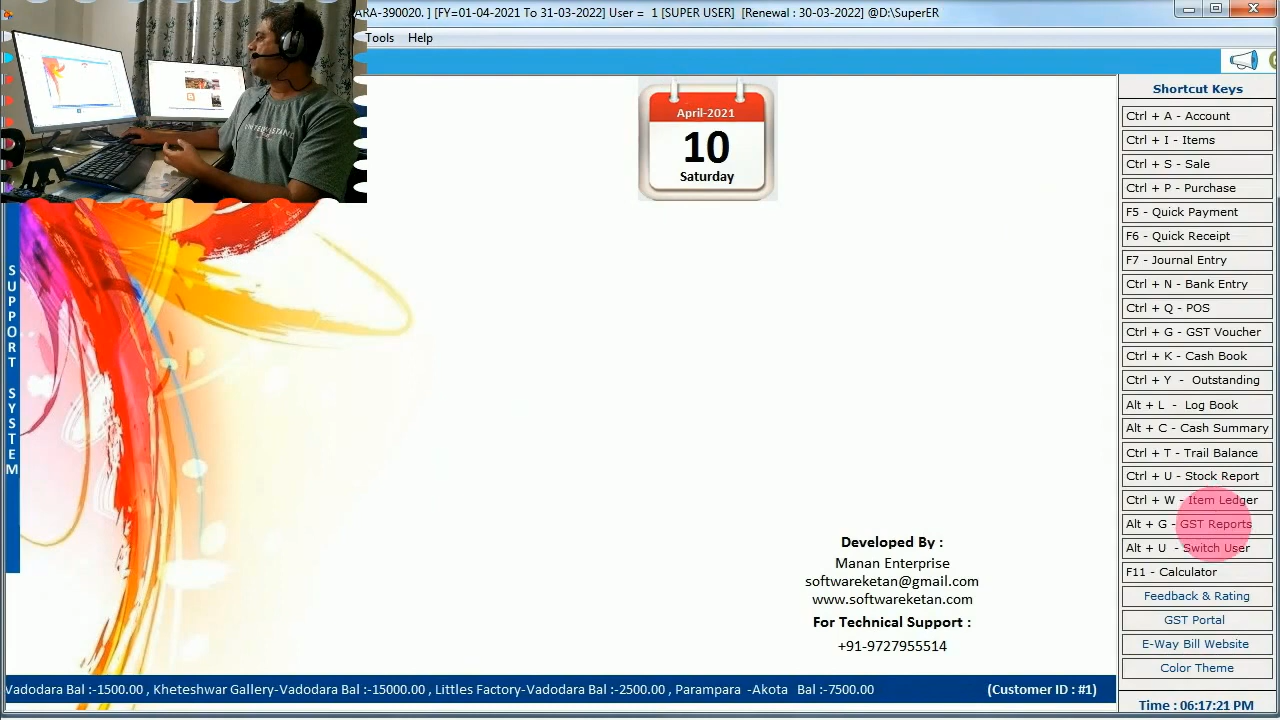 ARA-390020. ] [FY=01-04-2021 To 31-03-2022] User = 1 [SUPER USER] [Renewal : 30-03-2022] @D:\SuperER
Tools Help
April-2021
10
Saturday
SUPPORT SYSTEM
Shortcut Keys
Ctrl + A - Account
Ctrl + I - Items
Ctrl + S - Sale
Ctrl + P - Purchase
F5 - Quick Payment
F6 - Quick Receipt
F7 - Journal Entry
Ctrl + N - Bank Entry
Ctrl + Q - POS
Ctrl + G - GST Voucher
Ctrl + K - Cash Book
Ctrl + Y - Outstanding
Alt + L - Log Book
Alt + C - Cash Summary
Ctrl + T - Trail Balance
Ctrl + U - Stock Report
Ctrl + W - Item Ledger
Alt + G - GST Reports
Alt + U - Switch User
F11 - Calculator
Feedback & Rating
GST Portal
E-Way Bill Website
Color Theme
Time : 06:17:21 PM
Developed By :
Manan Enterprise
softwareketan@gmail.com
www.softwareketan.com
For Technical Support :
+91-9727955514
Vadodara Bal :-1500.00 , Kheteshwar Gallery-Vadodara Bal :-15000.00 , Littles Factory-Vadodara Bal :-2500.00 , Parampara -Akota Bal :-7500.00
(Customer ID : #1)